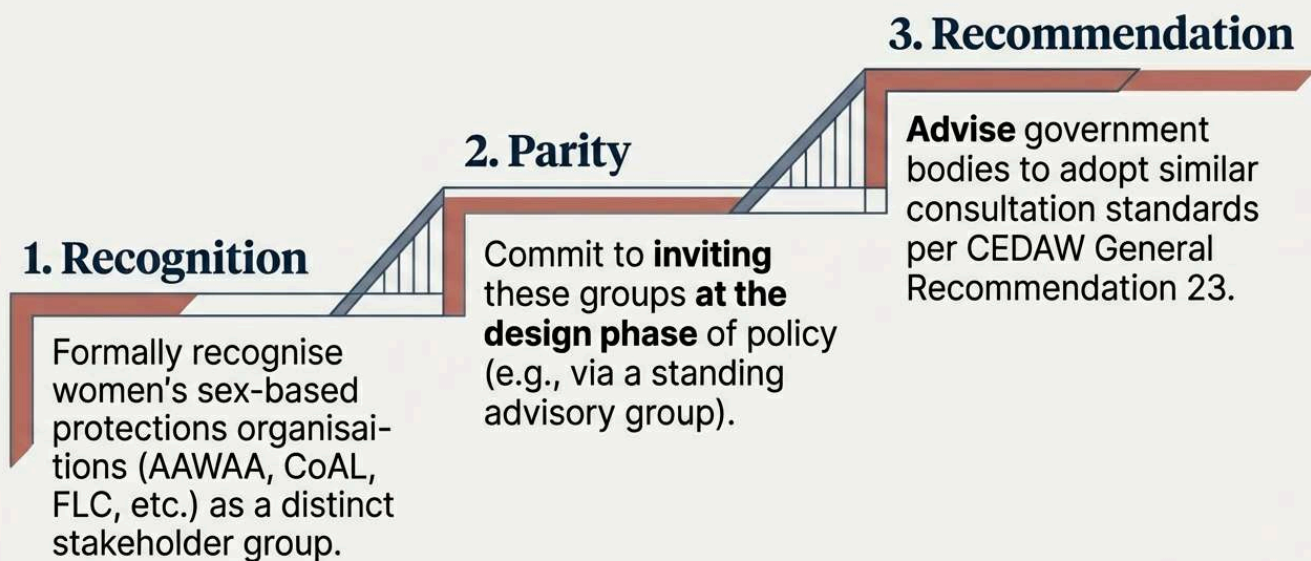 1. Recognition
Formally recognise
women's sex-based
protections organisai-
tions (AAWAA, CoAL,
FLC, etc.) as a distinct
stakeholder group.
2. Parity
Commit to inviting
these groups at the
design phase of policy
(e.g., via a standing
advisory group).
3. Recommendation
Advise government
bodies to adopt similar
consultation standards
per CEDAW General
Recommendation 23.